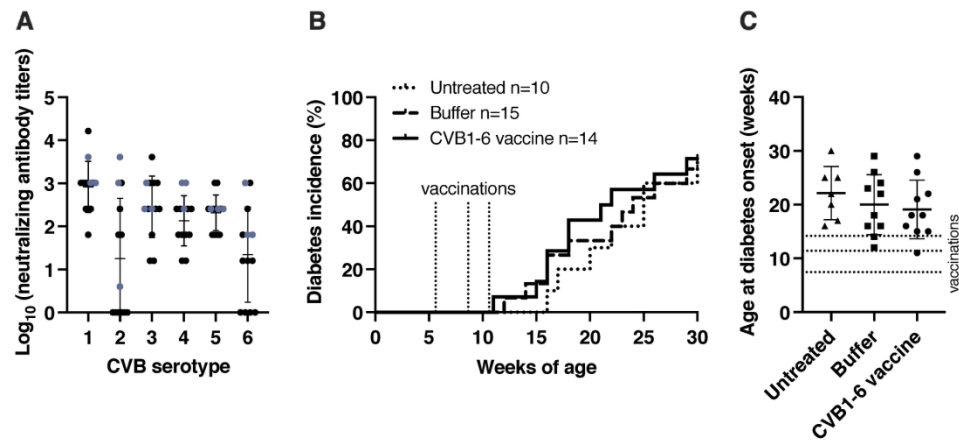 A
Log10 (neutralizing antibody titers)
5
4
3
2
1
0
1 2 3 4 5 6
CVB serotype
B
Diabetes incidence (%)
Untreated n=10
Buffer n=15
CVB1-6 vaccine n=14
vaccinations
100
80
60
40
20
0
0 5 10 15 20 25 30
Weeks of age
C
Age at diabetes onset (weeks)
40
30
20
10
0
vaccinations
Untreated
Buffer
CVB1-6 vaccine